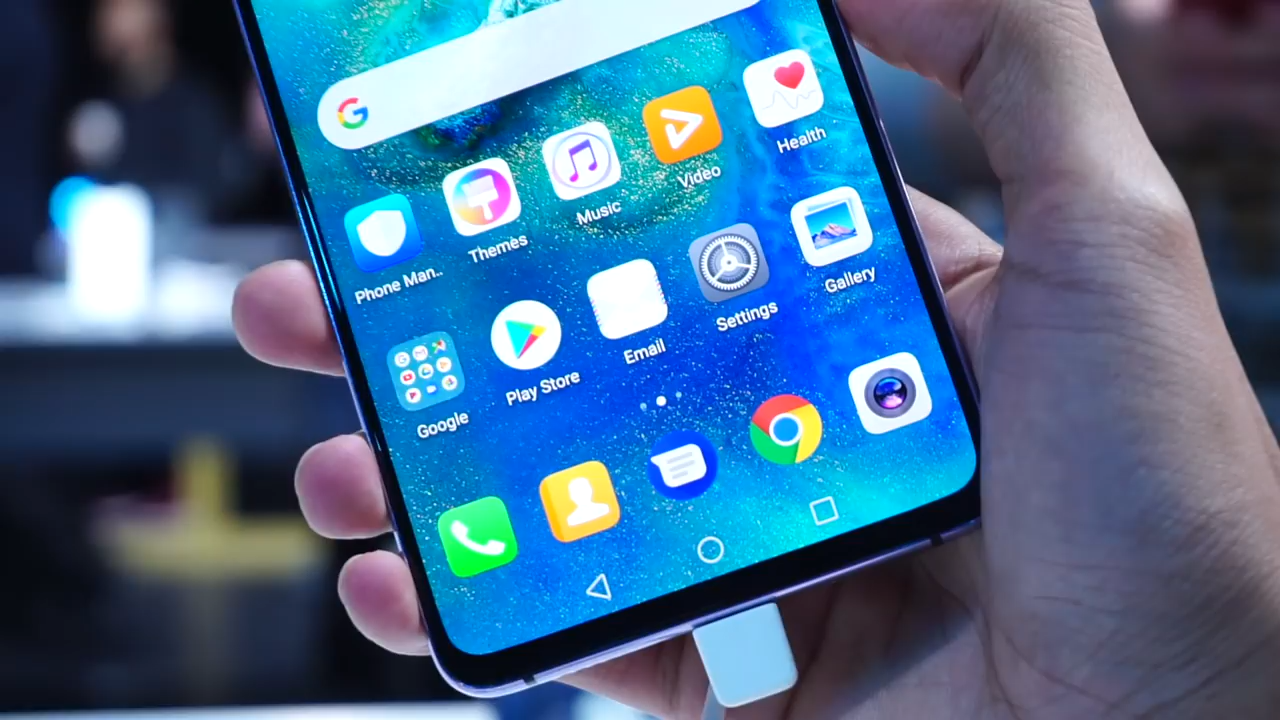 Phone Man..
Themes
Music
Video
Health
Google
Play Store
Email
Settings
Gallery